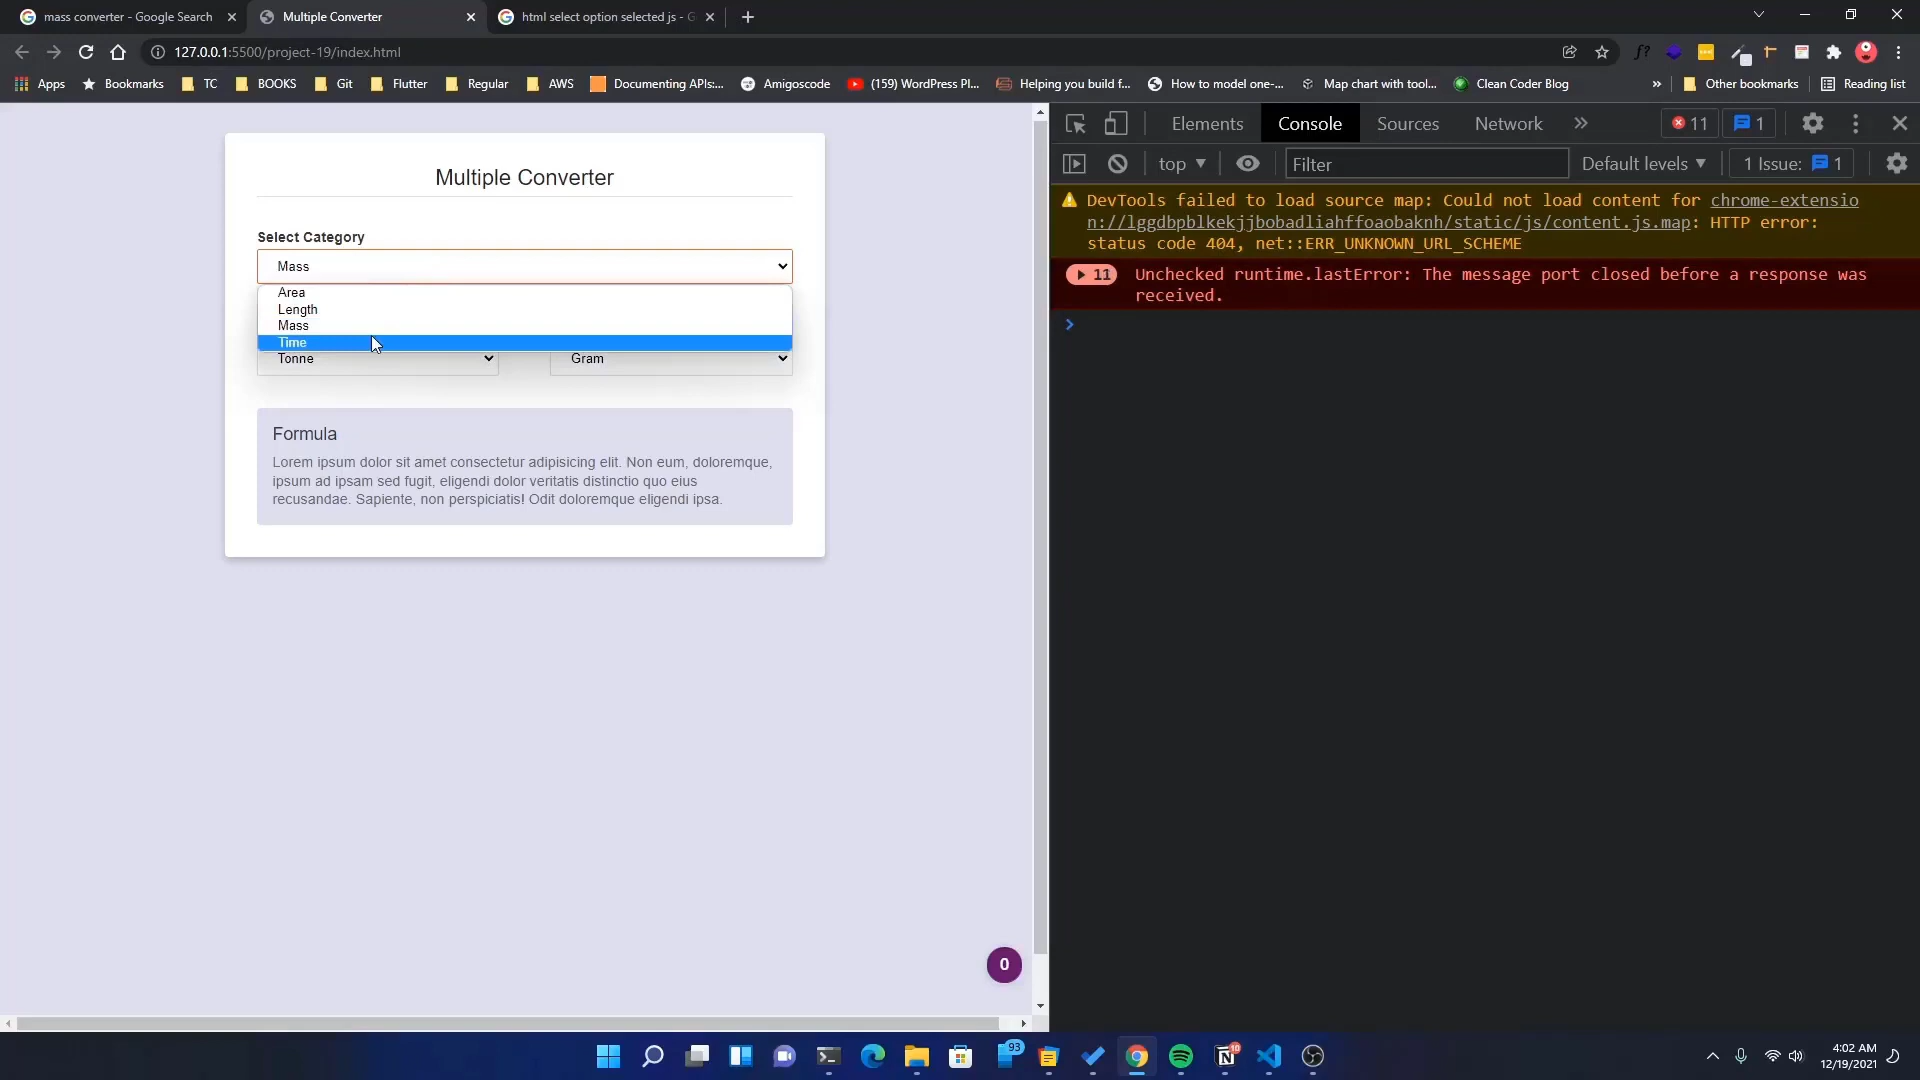 mass converter - Google Search
Multiple Converter
html select option selected js - G
127.0.0.1:5500/project-19/index.html
Apps
Bookmarks
TC
BOOKS
Git
Flutter
Regular
AWS
Documenting APIs:...
Amigoscode
(159) WordPress Pl...
Helping you build f...
How to model one-...
Map chart with tool...
Clean Coder Blog
»
Other bookmarks
Reading list
Multiple Converter
Select Category
Mass
Area
Length
Mass
Time
Tonne
Gram
Formula
Lorem ipsum dolor sit amet consectetur adipisicing elit. Non eum, doloremque,
ipsum ad ipsam sed fugit, eligendi dolor veritatis distinctio quo eius
recusandae. Sapiente, non perspiciatis! Odit doloremque eligendi ipsa.
0
Elements
Console
Sources
Network
»
11
1
top
Filter
Default levels
1 Issue: 1
DevTools failed to load source map: Could not load content for chrome-extensio
n://lggdbpblkekjjbobadliahffoaobaknh/static/js/content.js.map: HTTP error:
status code 404, net::ERR_UNKNOWN_URL_SCHEME
11 Unchecked runtime.lastError: The message port closed before a response was
received.
93
10
4:02 AM
12/19/2021